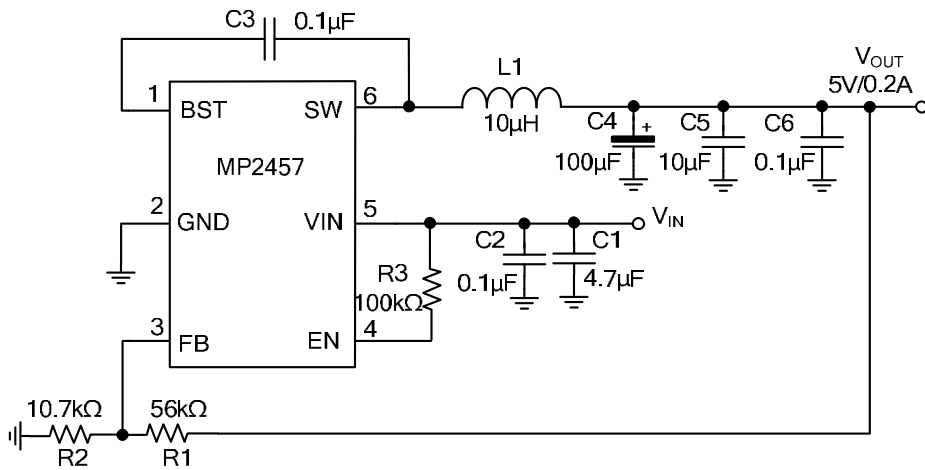 C3 0.1µF
L1
V_OUT
5V/0.2A
1 BST SW 6
10µH
C4 + C5 C6
100µF 10µF 0.1µF
MP2457
2 GND VIN 5
V_IN
C2 C1
R3 0.1µF 4.7µF
100kΩ
3 FB EN 4
10.7kΩ 56kΩ
R2 R1